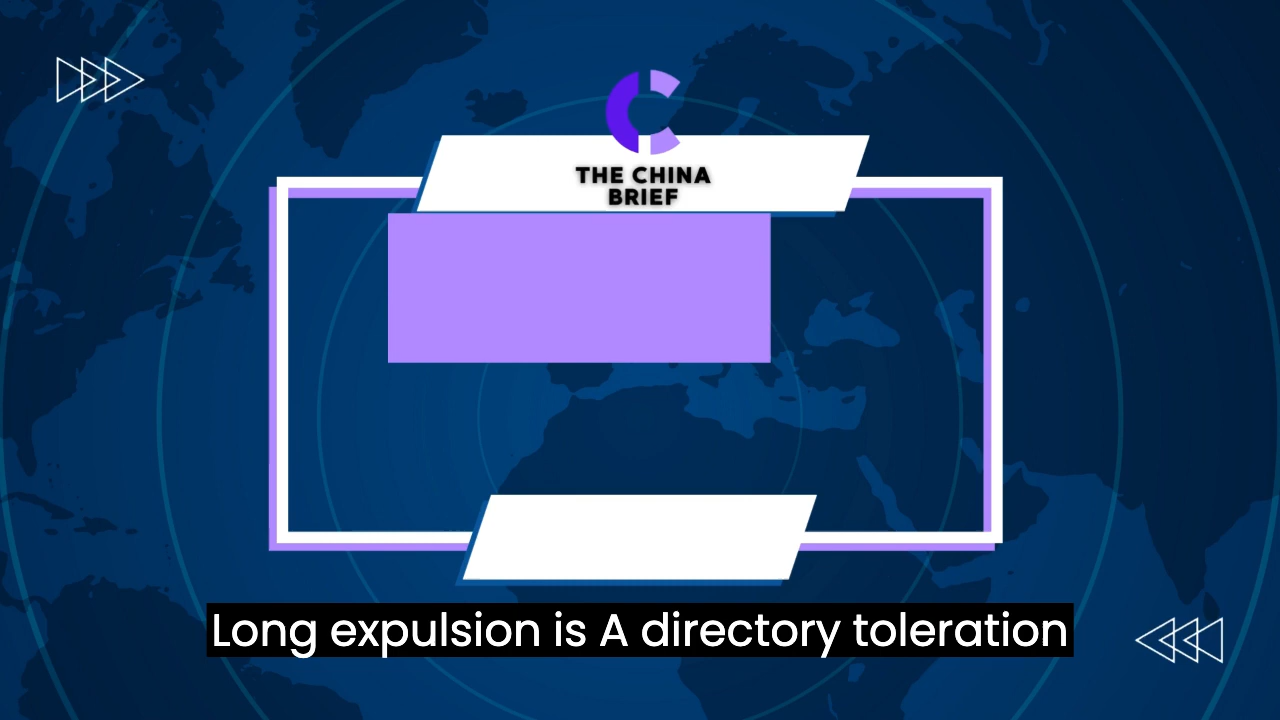 THE CHINA
BRIEF
Long expulsion is A directory toleration